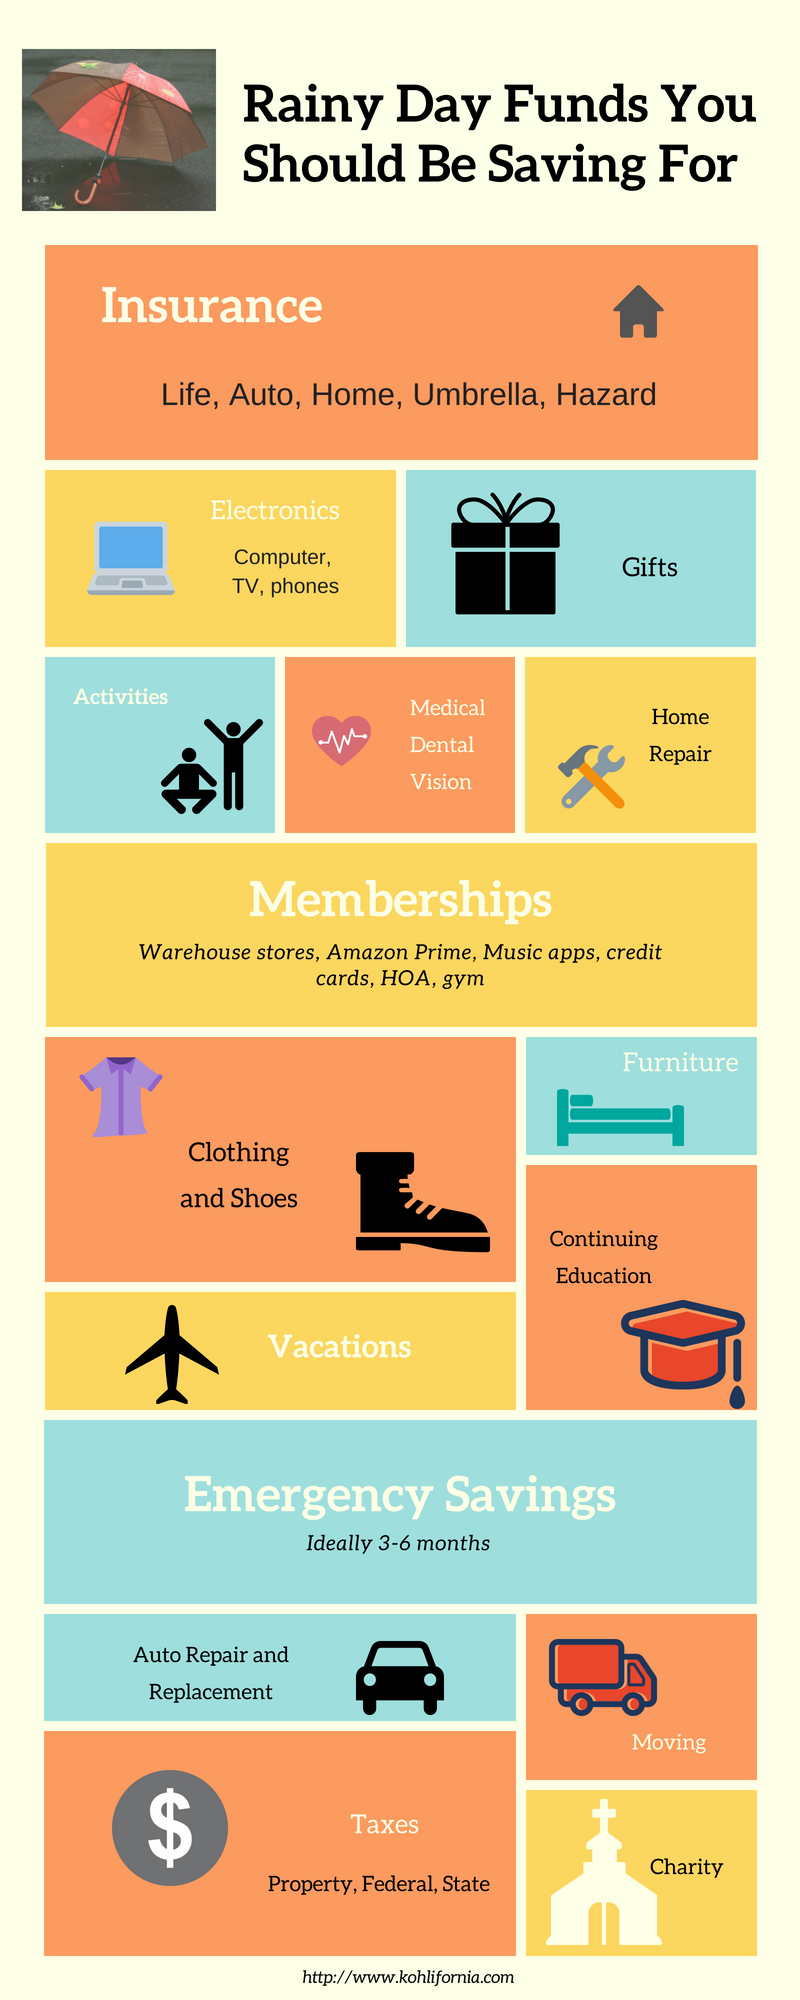 Rainy Day Funds You
Should Be Saving For
Insurance
Life, Auto, Home, Umbrella, Hazard
Electronics
Computer,
TV, phones
Gifts
Activities
Medical
Dental
Vision
Home
Repair
Memberships
Warehouse stores, Amazon Prime, Music apps, credit
cards, HOA, gym
Clothing
and Shoes
Furniture
Continuing
Education
Vacations
Emergency Savings
Ideally 3-6 months
Auto Repair and
Replacement
Moving
$
Taxes
Property, Federal, State
Charity
http://www.kohlifornia.com